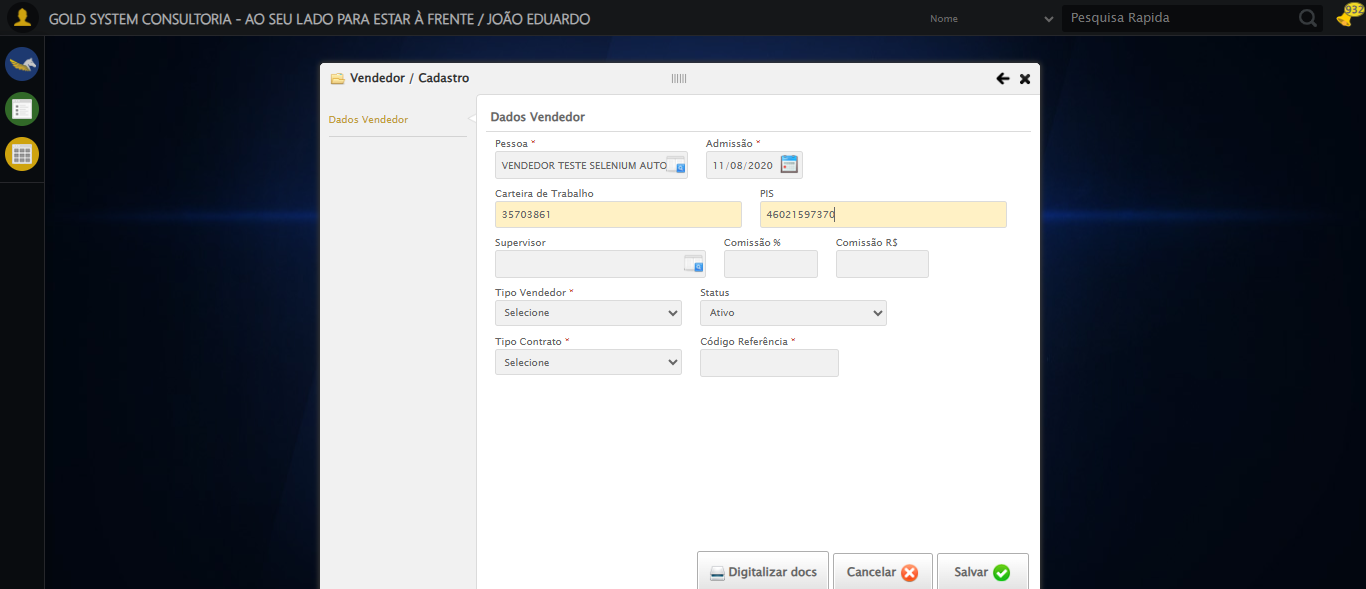 GOLD SYSTEM CONSULTORIA - AO SEU LADO PARA ESTAR À FRENTE / JOÃO EDUARDO
Nome
Pesquisa Rapida
932
Vendedor / Cadastro
Dados Vendedor
Dados Vendedor
Pessoa *
Admissão *
VENDEDOR TESTE SELENIUM AUTO
11/08/2020
Carteira de Trabalho
PIS
35703861
46021597370
Supervisor
Comissão %
Comissão R$
Tipo Vendedor *
Status
Selecione
Ativo
Tipo Contrato *
Código Referência *
Selecione
Digitalizar docs
Cancelar
Salvar